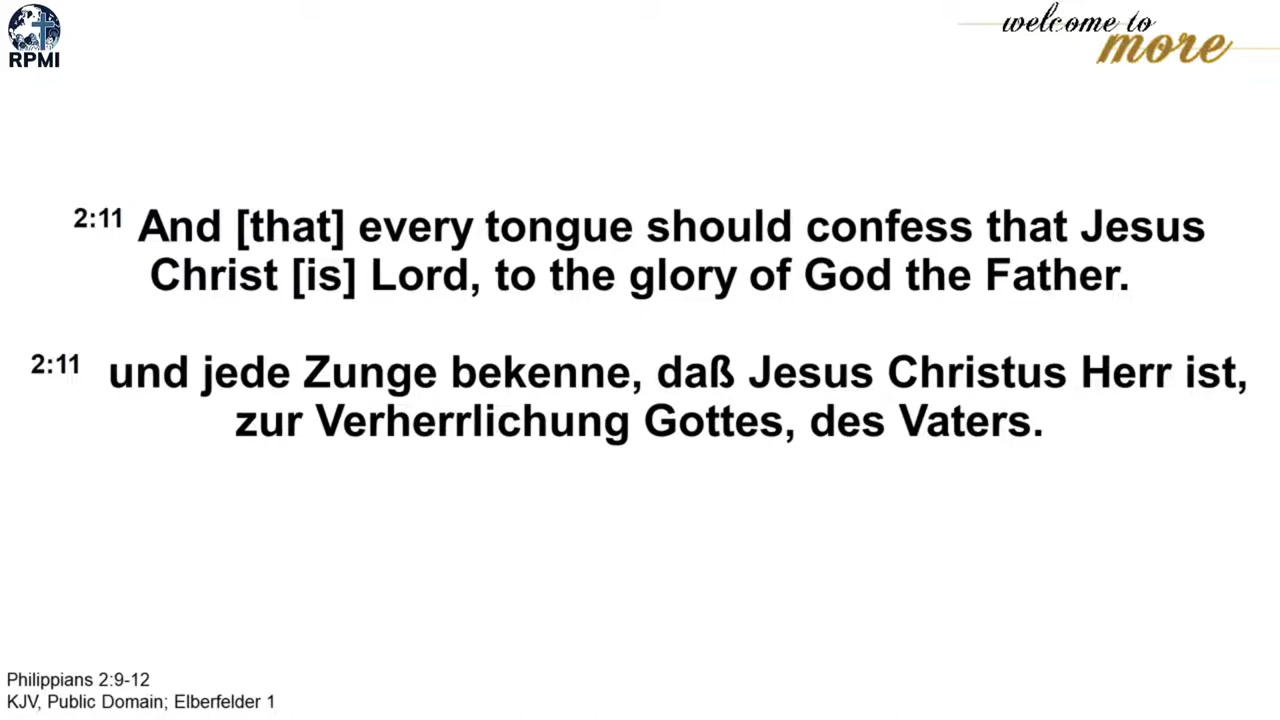 RPMI
welcome to
more
2:11 And [that] every tongue should confess that Jesus
Christ [is] Lord, to the glory of God the Father.
2:11 und jede Zunge bekenne, daß Jesus Christus Herr ist,
zur Verherrlichung Gottes, des Vaters.
Philippians 2:9-12
KJV, Public Domain; Elberfelder 1